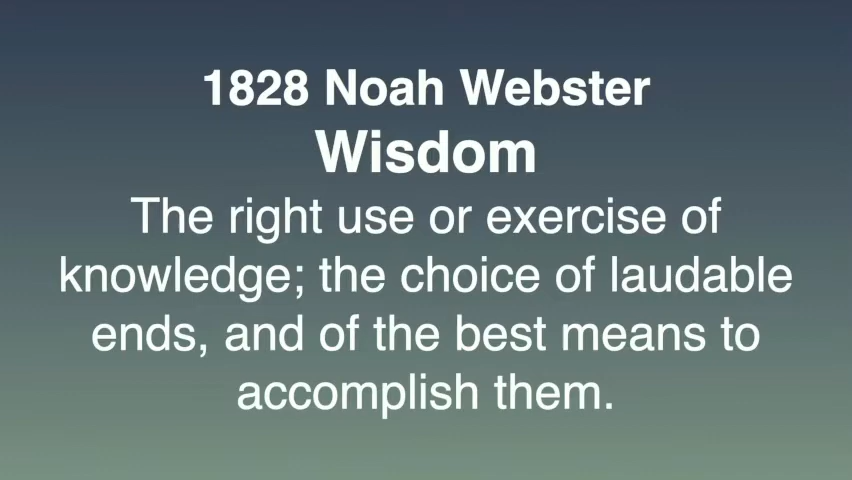 1828 Noah Webster
Wisdom
The right use or exercise of
knowledge; the choice of laudable
ends, and of the best means to
accomplish them.